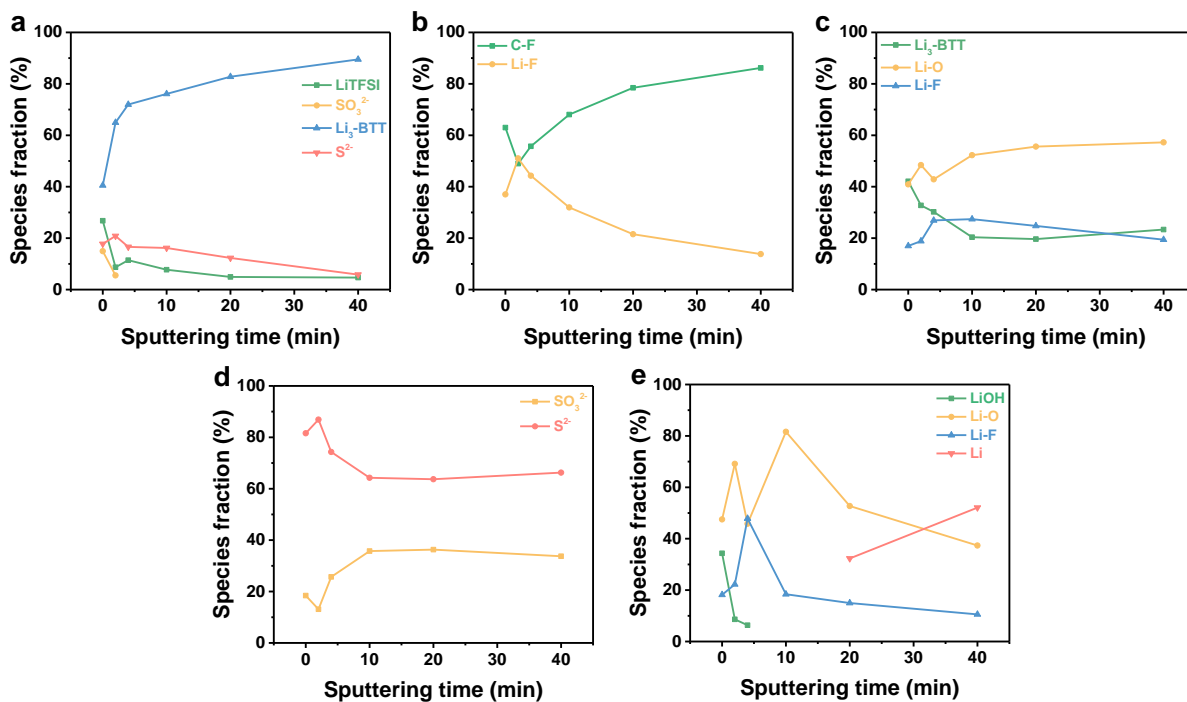 a
Species fraction (%)
100
80
60
40
20
0
LiTFSI
SO₃²⁻
Li₃-BTT
S²⁻
0 10 20 30 40
Sputtering time (min)
b
Species fraction (%)
100
80
60
40
20
0
C-F
Li-F
0 10 20 30 40
Sputtering time (min)
c
Species fraction (%)
100
80
60
40
20
0
Li₃-BTT
Li-O
Li-F
0 10 20 30 40
Sputtering time (min)
d
Species fraction (%)
100
80
60
40
20
0
SO₃²⁻
S²⁻
0 10 20 30 40
Sputtering time (min)
e
Species fraction (%)
100
80
60
40
20
0
LiOH
Li-O
Li-F
Li
0 10 20 30 40
Sputtering time (min)